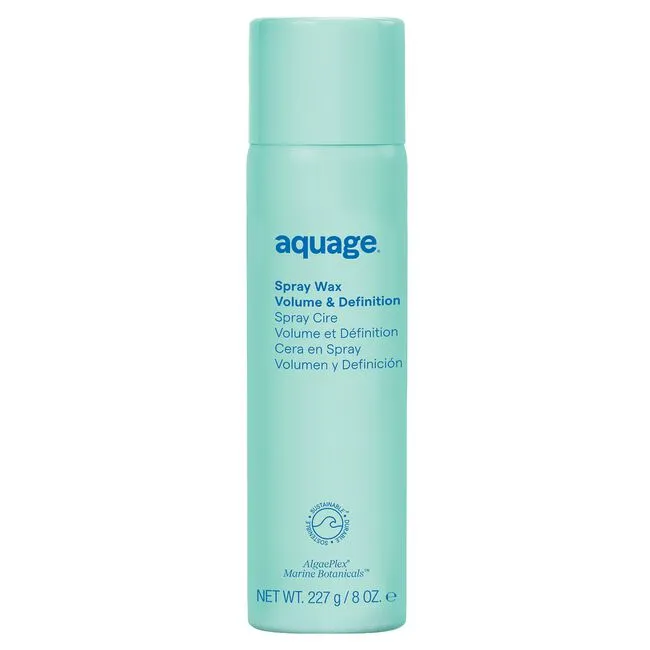 aquage®
Spray Wax
Volume & Definition
Spray Cire
Volume et Définition
Cera en Spray
Volumen y Definición
SUSTAINABLE • DURABLE • SOSTENIBLE •
AlgaePlex®
Marine Botanicals™
NET WT. 227 g / 8 OZ. ℮